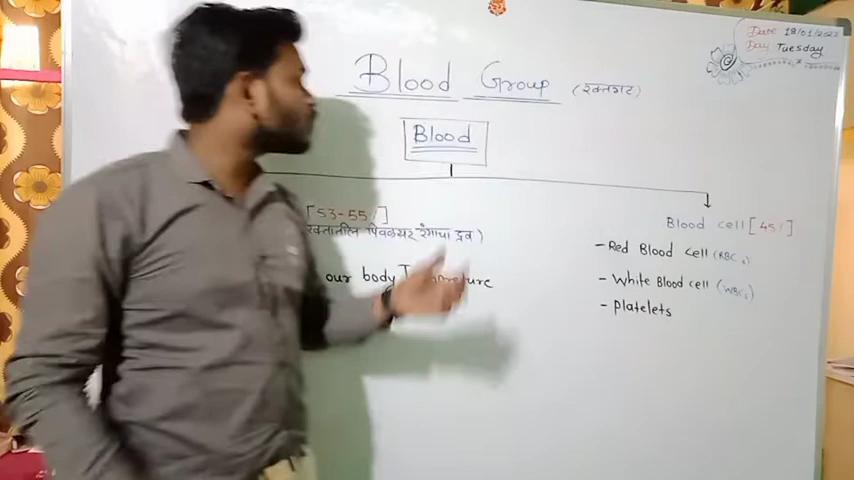 Date 18/01/2022
Day Tuesday
Blood Group (रक्तगट)
Blood
[53-55%]
Blood cell [45%]
रक्तातील पिवळसर रंगाचा द्रव)
- Red Blood cell (RBCs)
our body
- White Blood cell (WBCs)
- Platelets